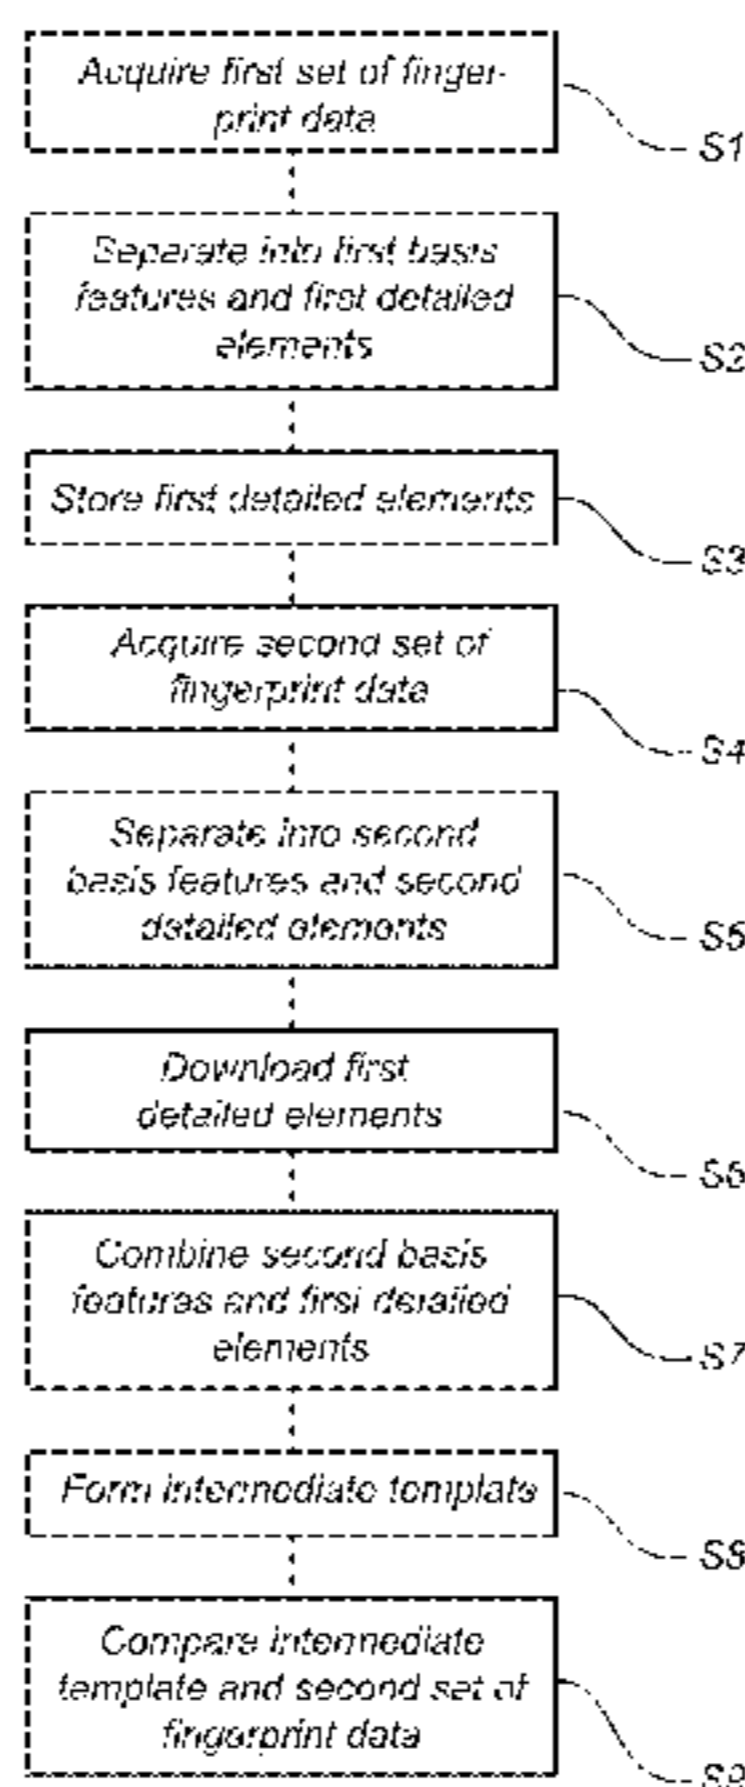 Acquire first set of finger-
print data
S1
Separate into first basis
features and first detailed
elements
S2
Store first detailed elements
S3
Acquire second set of
fingerprint data
S4
Separate into second
basis features and second
detailed elements
S5
Download first
detailed elements
S6
Combine second basis
features and first detailed
elements
S7
Form intermediate template
S8
Compare intermediate
template and second set of
fingerprint data
S9